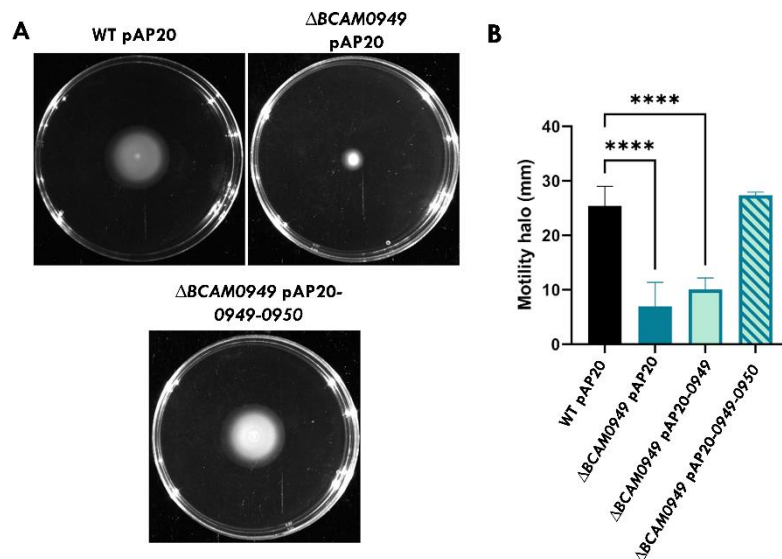 A
WT pAP20
ΔBCAM0949
pAP20
ΔBCAM0949 pAP20-
0949-0950
B
****
****
Motility halo (mm)
40
30
20
10
0
WT pAP20
ΔBCAM0949 pAP20
ΔBCAM0949 pAP20-0949
ΔBCAM0949 pAP20-0949-0950